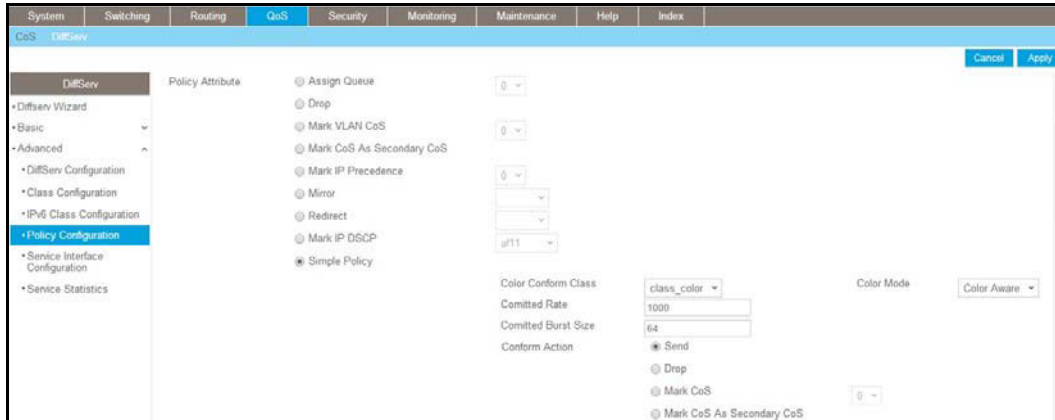 System Switching Routing QoS Security Monitoring Maintenance Help Index
CoS DiffServ
Cancel Apply
DiffServ
Diffserv Wizard
Basic
Advanced
DiffServ Configuration
Class Configuration
IPv6 Class Configuration
Policy Configuration
Service Interface
Configuration
Service Statistics
Policy Attribute
Assign Queue 0
Drop
Mark VLAN CoS 0
Mark CoS As Secondary CoS
Mark IP Precedence 0
Mirror
Redirect
Mark IP DSCP af11
Simple Policy
Color Conform Class class_color Color Mode Color Aware
Comitted Rate 1000
Comitted Burst Size 64
Conform Action Send
Drop
Mark CoS 0
Mark CoS As Secondary CoS